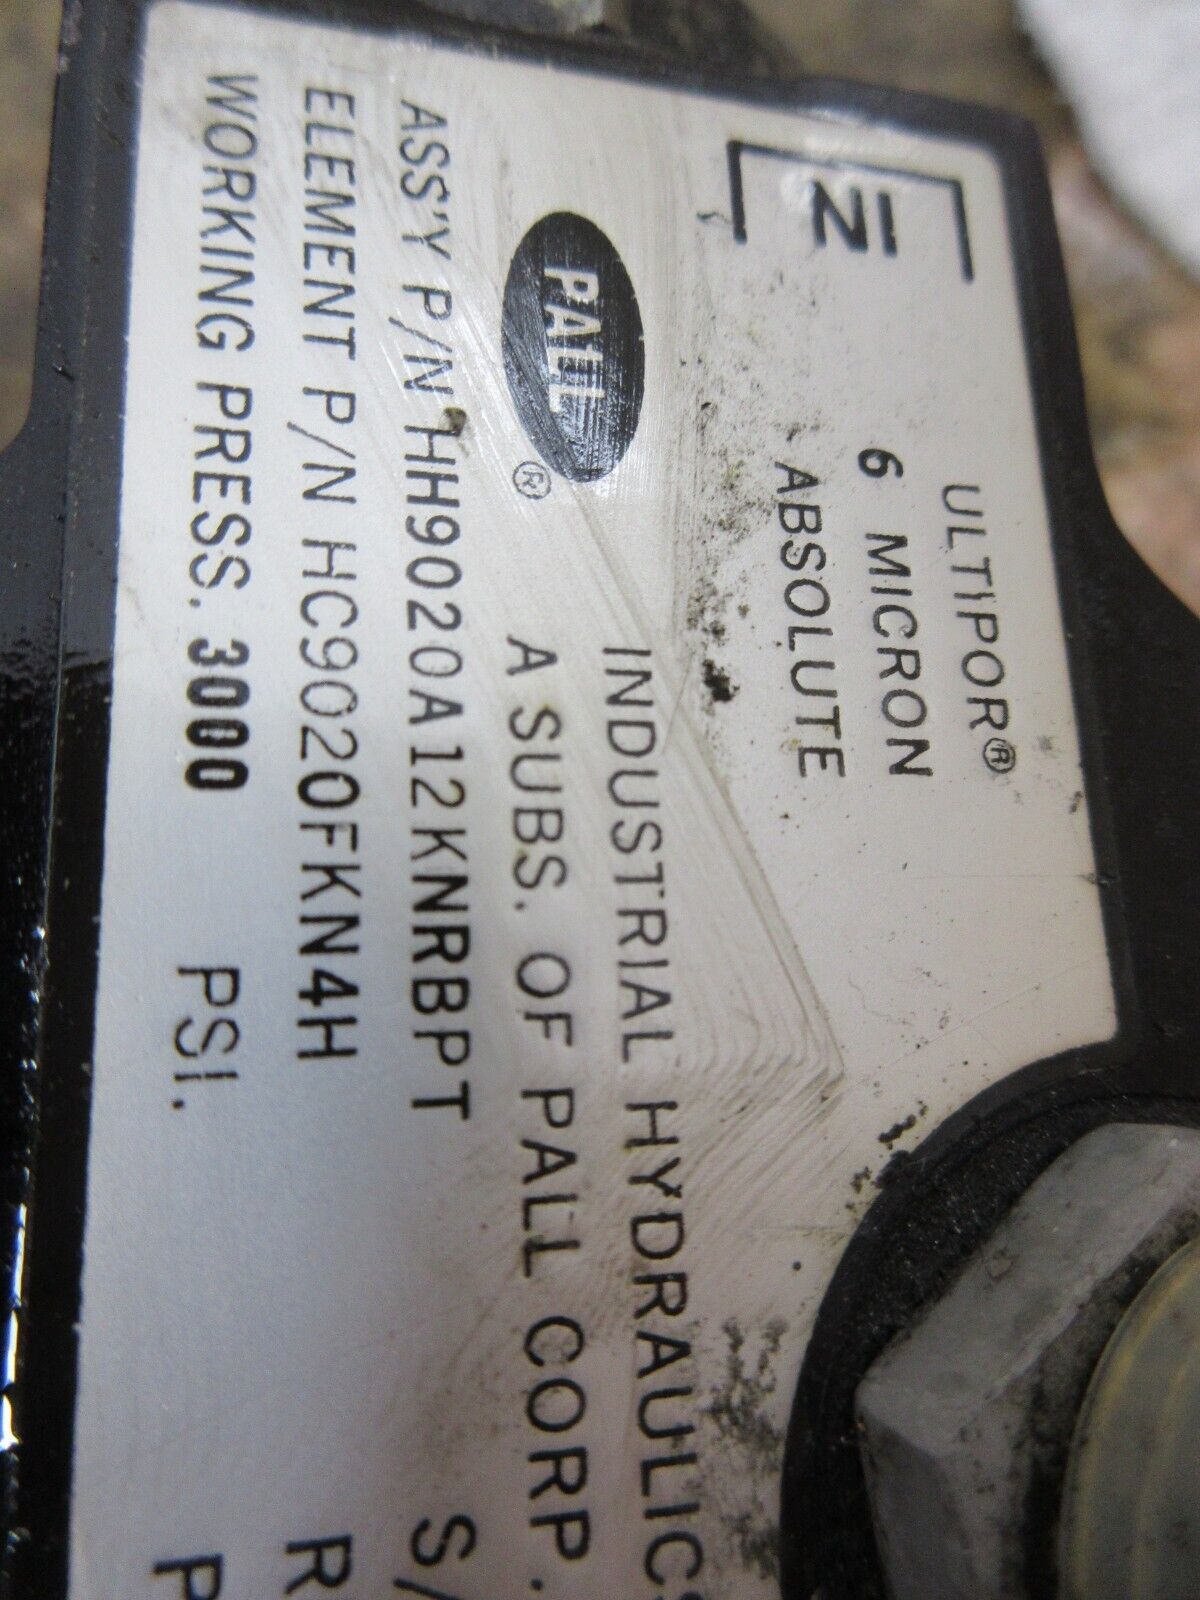 IN
ULTIPOR®
6 MICRON
ABSOLUTE
PALL ®
INDUSTRIAL HYDRAULICS
A SUBS. OF PALL CORP.
ASS'Y P/N HH9020A12KNRBPT S/
ELEMENT P/N HC9020FKN4H R
WORKING PRESS. 3000 PSI. P